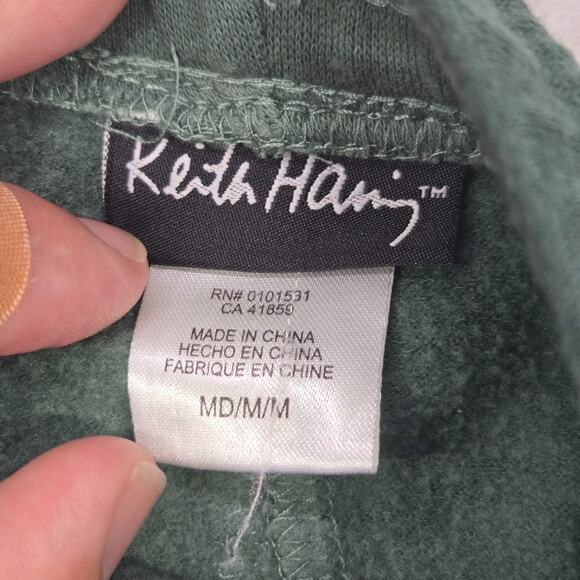 Keith Haring™
RN# 0101531
CA 41859
MADE IN CHINA
HECHO EN CHINA
FABRIQUE EN CHINE
MD/M/M